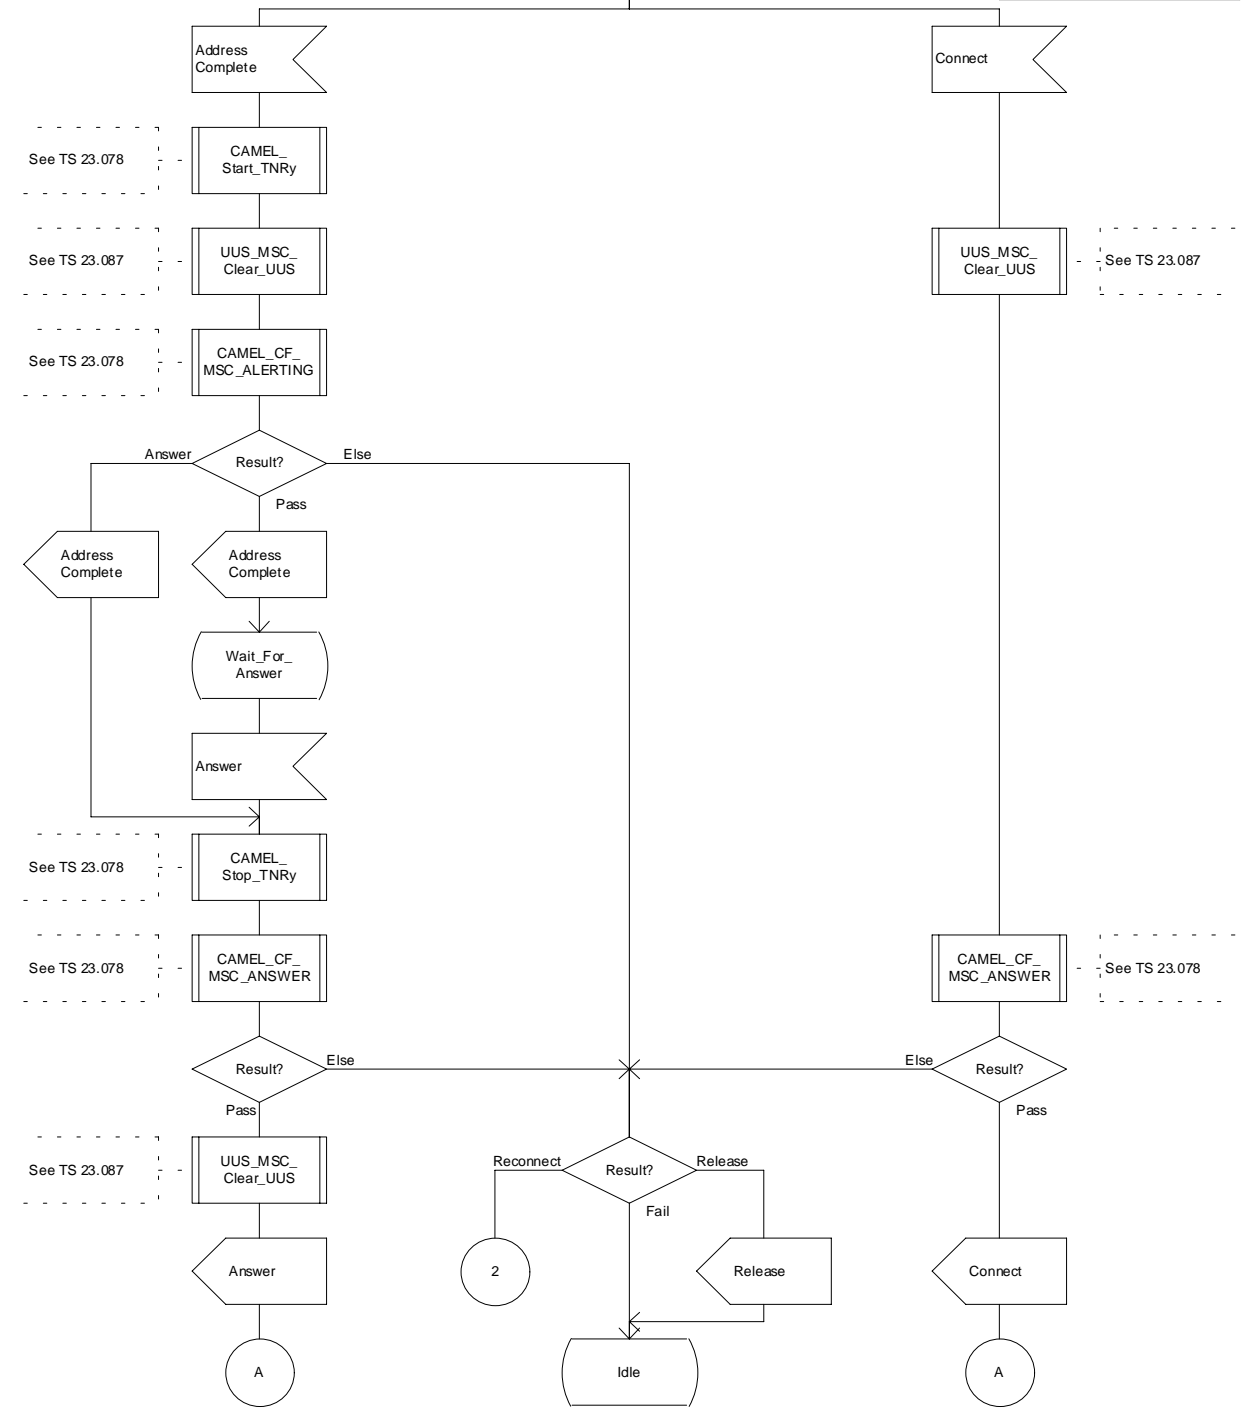 Address
Complete
Connect
See TS 23.078
CAMEL_
Start_TNRy
See TS 23.087
UUS_MSC_
Clear_UUS
UUS_MSC_
Clear_UUS
See TS 23.087
See TS 23.078
CAMEL_CF_
MSC_ALERTING
Answer
Result?
Else
Pass
Address
Complete
Address
Complete
Wait_For_
Answer
Answer
See TS 23.078
CAMEL_
Stop_TNRy
See TS 23.078
CAMEL_CF_
MSC_ANSWER
CAMEL_CF_
MSC_ANSWER
See TS 23.078
Result?
Else
Else
Result?
Pass
Pass
See TS 23.087
UUS_MSC_
Clear_UUS
Reconnect
Result?
Release
Fail
Answer
2
Release
Connect
A
Idle
A